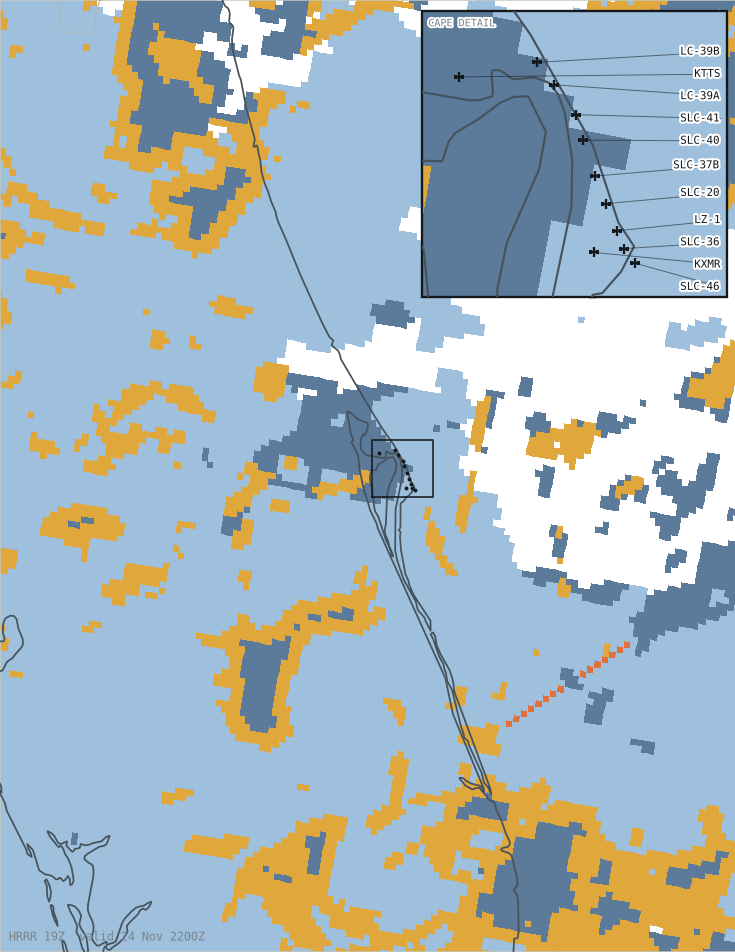 CAPE DETAIL
LC-39B
KTTS
LC-39A
SLC-41
SLC-40
SLC-37B
SLC-20
LZ-1
SLC-36
KXMR
SLC-46
HRRR 19Z valid 24 Nov 2200Z